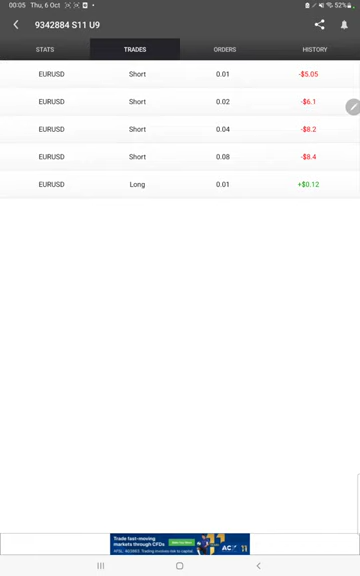 00:05 Thu, 6 Oct 52%
9342884 S11 U9
STATS TRADES ORDERS HISTORY
EURUSD Short 0.01 -$5.05
EURUSD Short 0.02 -$6.1
EURUSD Short 0.04 -$8.2
EURUSD Short 0.08 -$8.4
EURUSD Long 0.01 +$0.12
Trade fast-moving
markets through CFDs